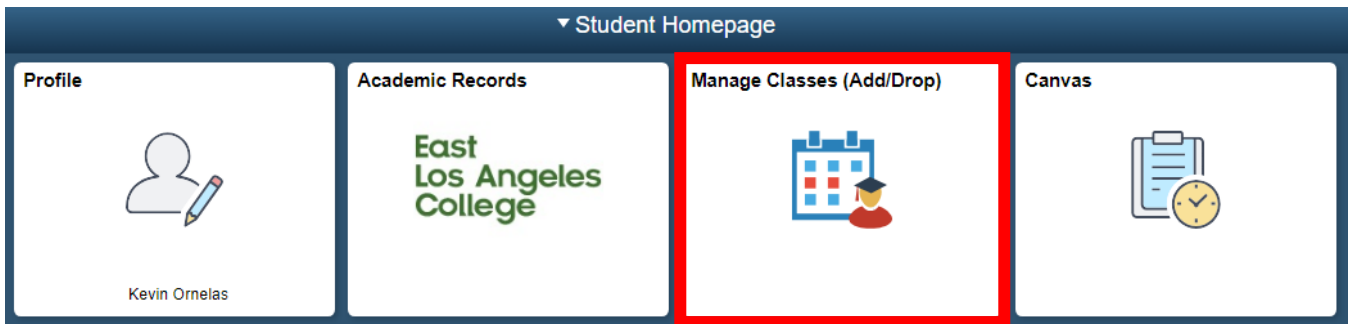 Student Homepage
Profile
Academic Records
Manage Classes (Add/Drop)
Canvas
East
Los Angeles
College
Kevin Ornelas